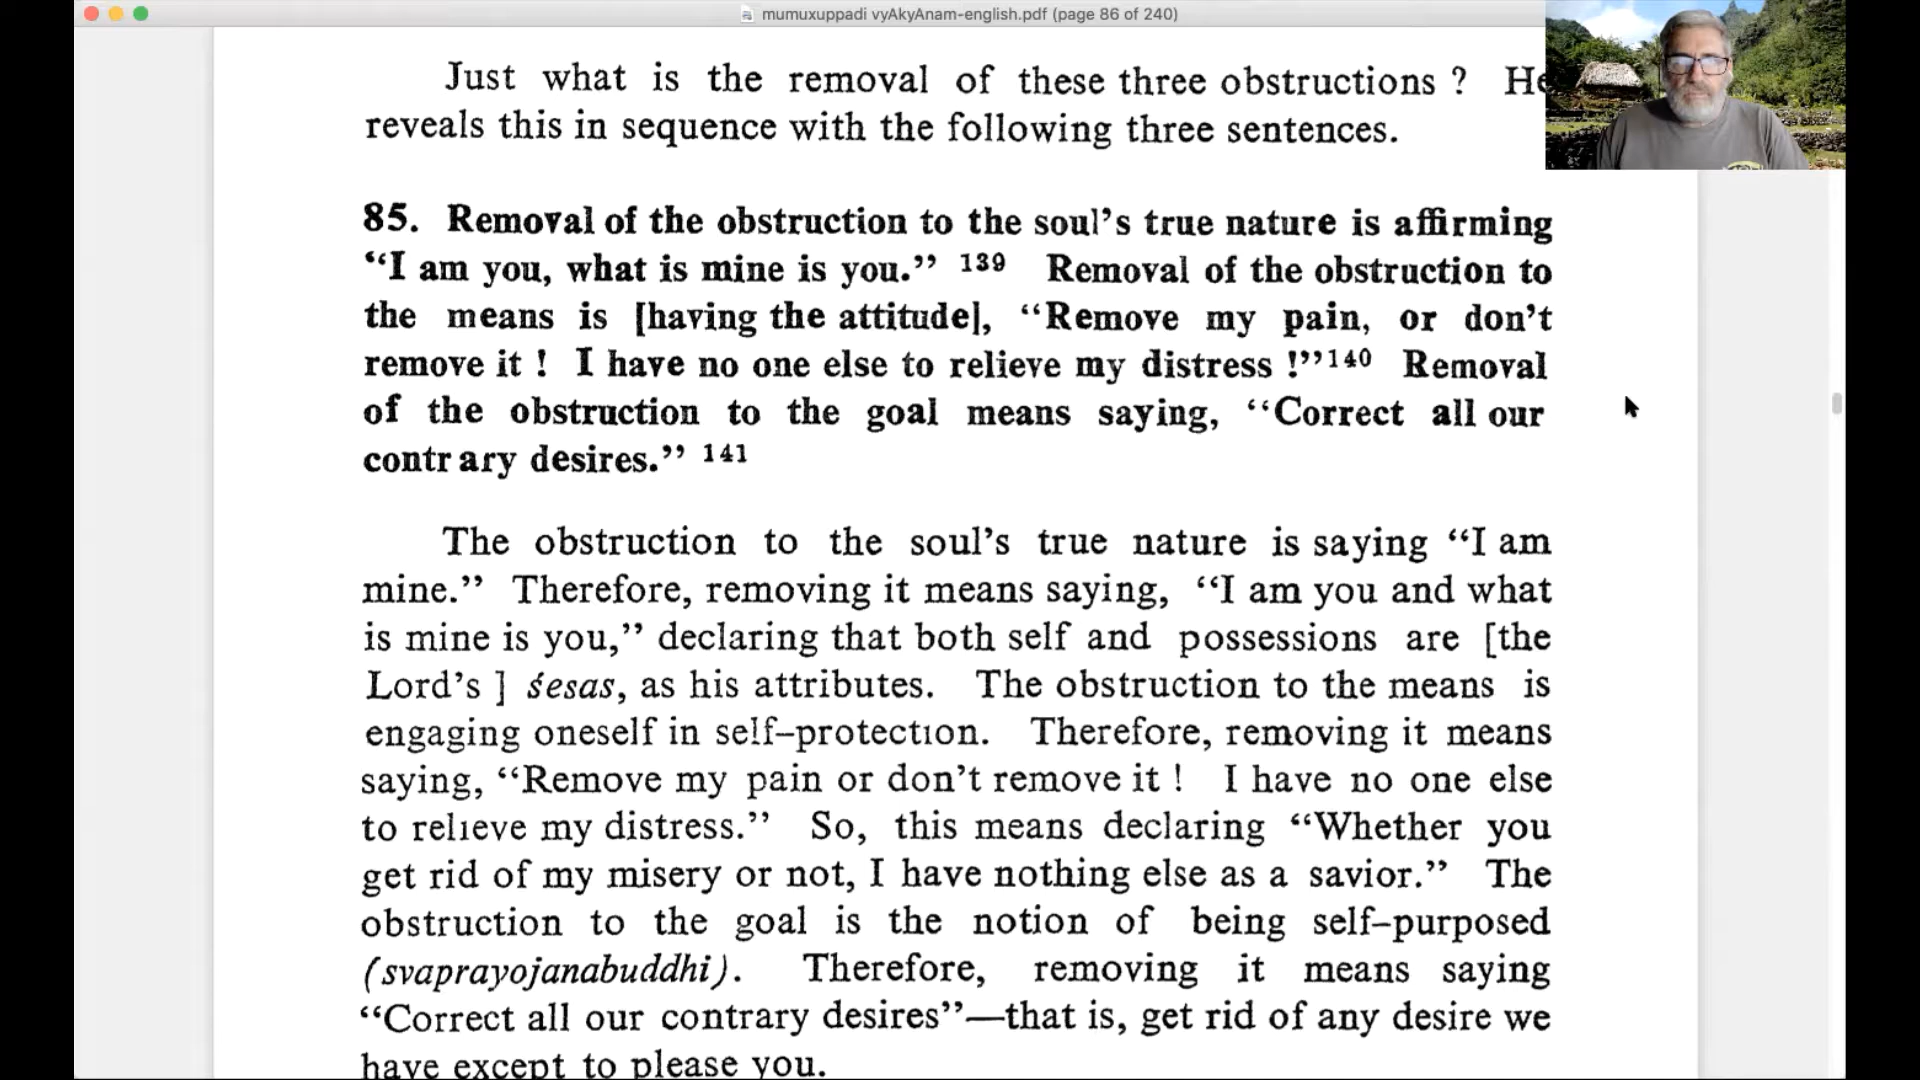 mumuxuppadi vyAkyAnam-english.pdf (page 86 of 240)
Just what is the removal of these three obstructions ? He
reveals this in sequence with the following three sentences.
85. Removal of the obstruction to the soul’s true nature is affirming
“I am you, what is mine is you.” 139 Removal of the obstruction to
the means is [having the attitude], “Remove my pain, or don’t
remove it ! I have no one else to relieve my distress !”140 Removal
of the obstruction to the goal means saying, “Correct all our
contrary desires.” 141
The obstruction to the soul’s true nature is saying “I am
mine.” Therefore, removing it means saying, “I am you and what
is mine is you,” declaring that both self and possessions are [the
Lord’s ] śesas, as his attributes. The obstruction to the means is
engaging oneself in self–protection. Therefore, removing it means
saying, “Remove my pain or don’t remove it ! I have no one else
to relieve my distress.” So, this means declaring “Whether you
get rid of my misery or not, I have nothing else as a savior.” The
obstruction to the goal is the notion of being self–purposed
(svaprayojanabuddhi). Therefore, removing it means saying
“Correct all our contrary desires”—that is, get rid of any desire we
have except to please you.